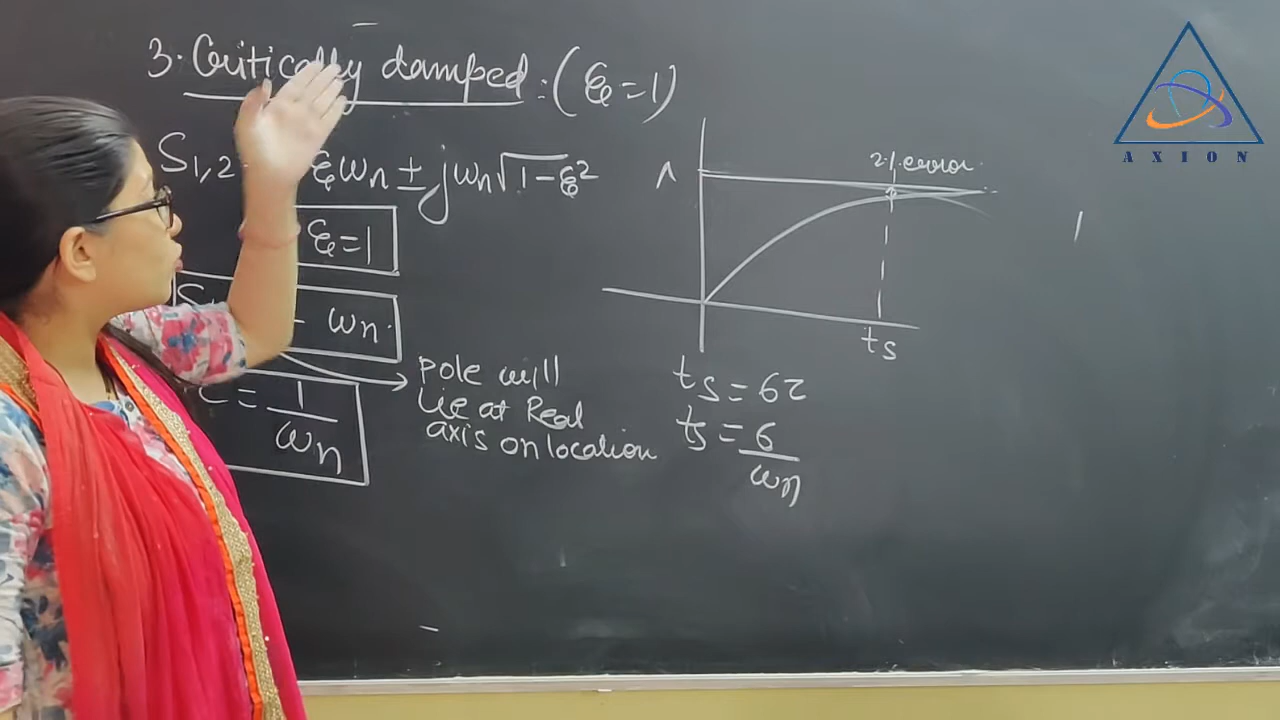 3. Critically damped : (ξ = 1)
S1,2 ξωn ± jωn√1-ξ²
ξ = 1
S - ωn.
τ = 1/ωn
pole will
lie at Real
axis on location
A
2% error.
ts
ts = 6τ
ts = 6/ωn
AXION